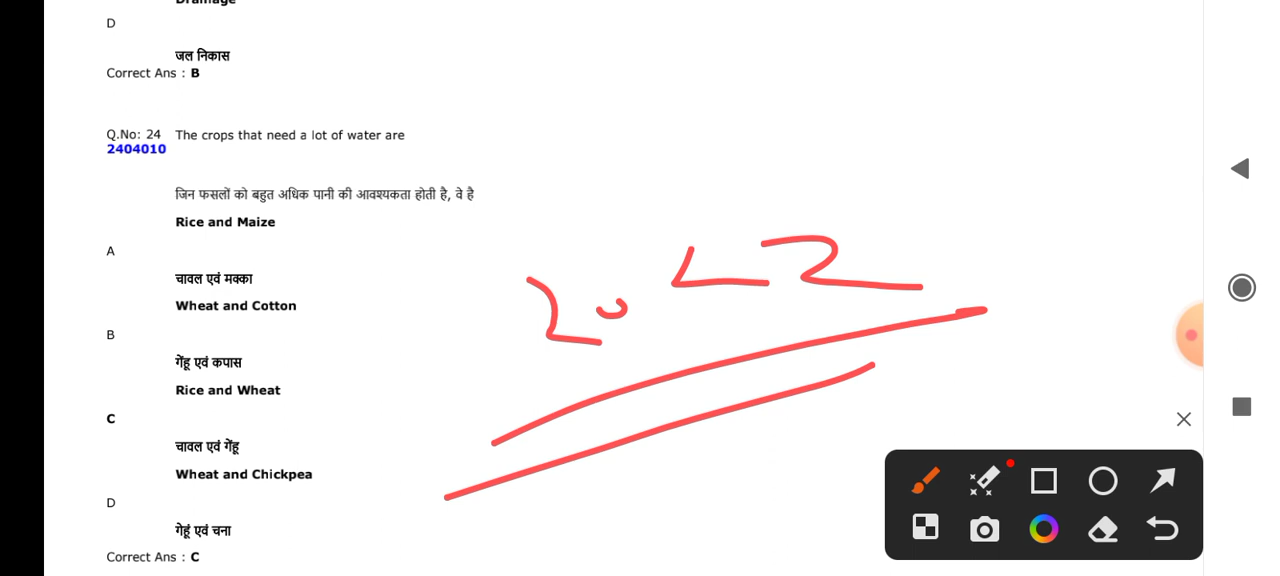 D
जल निकास
Correct Ans : B
Q.No: 24 The crops that need a lot of water are
2404010
जिन फसलों को बहुत अधिक पानी की आवश्यकता होती है, वे है
Rice and Maize
A
चावल एवं मक्का
Wheat and Cotton
B
गेंहू एवं कपास
Rice and Wheat
C
चावल एवं गेंहू
Wheat and Chickpea
D
गेहूं एवं चना
Correct Ans : C